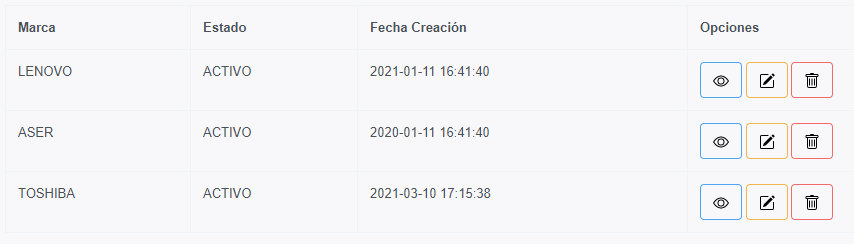 Marca Estado Fecha Creación Opciones
LENOVO ACTIVO 2021-01-11 16:41:40
ASER ACTIVO 2020-01-11 16:41:40
TOSHIBA ACTIVO 2021-03-10 17:15:38